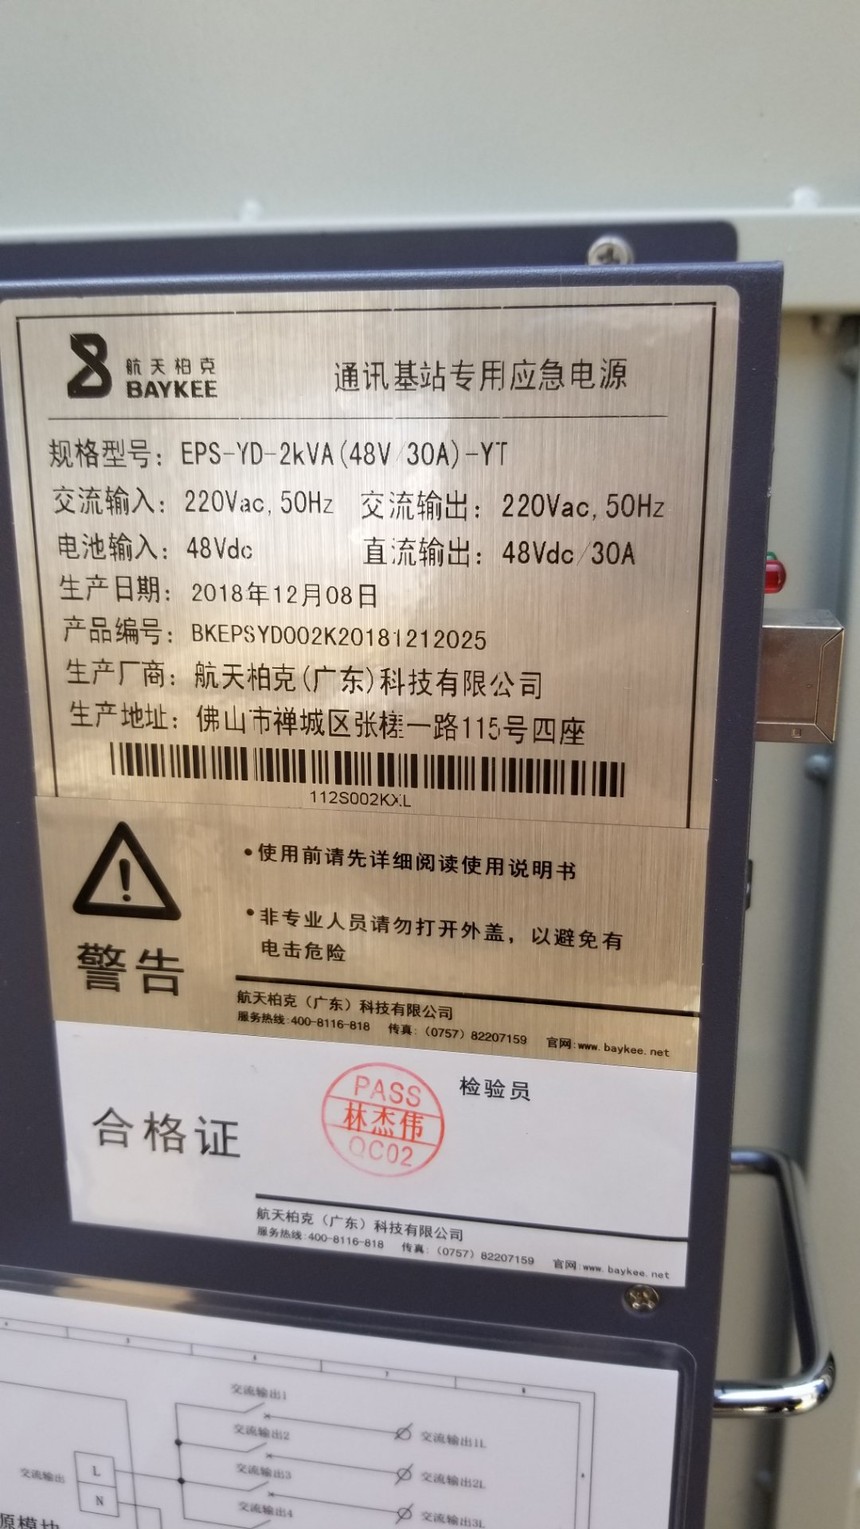 航天柏克
BAYKEE
通讯基站专用应急电源
规格型号：EPS-YD-2kVA(48V/30A)-YT
交流输入：220Vac,50Hz 交流输出：220Vac,50Hz
电池输入：48Vdc 直流输出：48Vdc/30A
生产日期：2018年12月08日
产品编号：BKEPSYD002K20181212025
生产厂商：航天柏克(广东)科技有限公司
生产地址：佛山市禅城区张槎一路115号四座
112S002KXL
警告
•使用前请先详细阅读使用说明书
•非专业人员请勿打开外盖，以避免有
电击危险
航天柏克（广东）科技有限公司
服务热线:400-8116-818 传真:（0757）82207159 官网:www.baykee.net
合格证
PASS
林杰伟
QC02
检验员
航天柏克（广东）科技有限公司
服务热线:400-8116-818 传真:（0757）82207159 官网:www.baykee.net
交流输出1
交流输出2
交流输出1L
交流输出
L
交流输出3
交流输出2L
N
交流输出4
交流输出3L
源模块